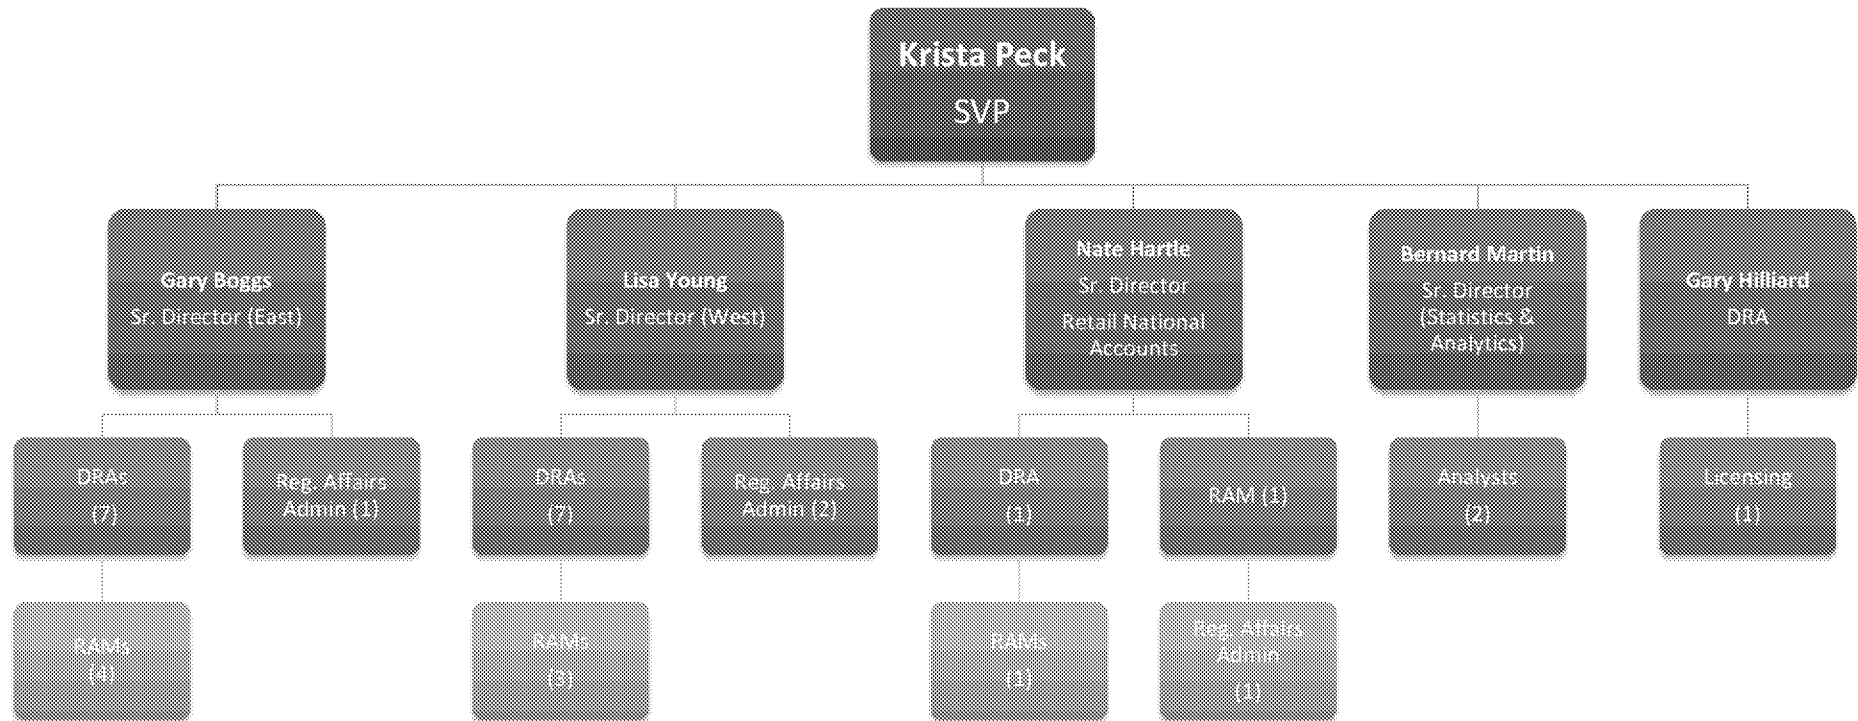 Krista Peck
SVP
Gary Boggs
Sr. Director (East)
Lisa Young
Sr. Director (West)
Nate Hartle
Sr. Director
Retail National
Accounts
Bernard Martin
Sr. Director
(Statistics &
Analytics)
Gary Hilliard
DRA
DRAs
(7)
Reg. Affairs
Admin (1)
DRAs
(7)
Reg. Affairs
Admin (2)
DRA
(1)
RAM (1)
Analysts
(2)
Licensing
(1)
RAMs
(4)
RAMs
(3)
RAMs
(1)
Reg. Affairs
Admin
(1)